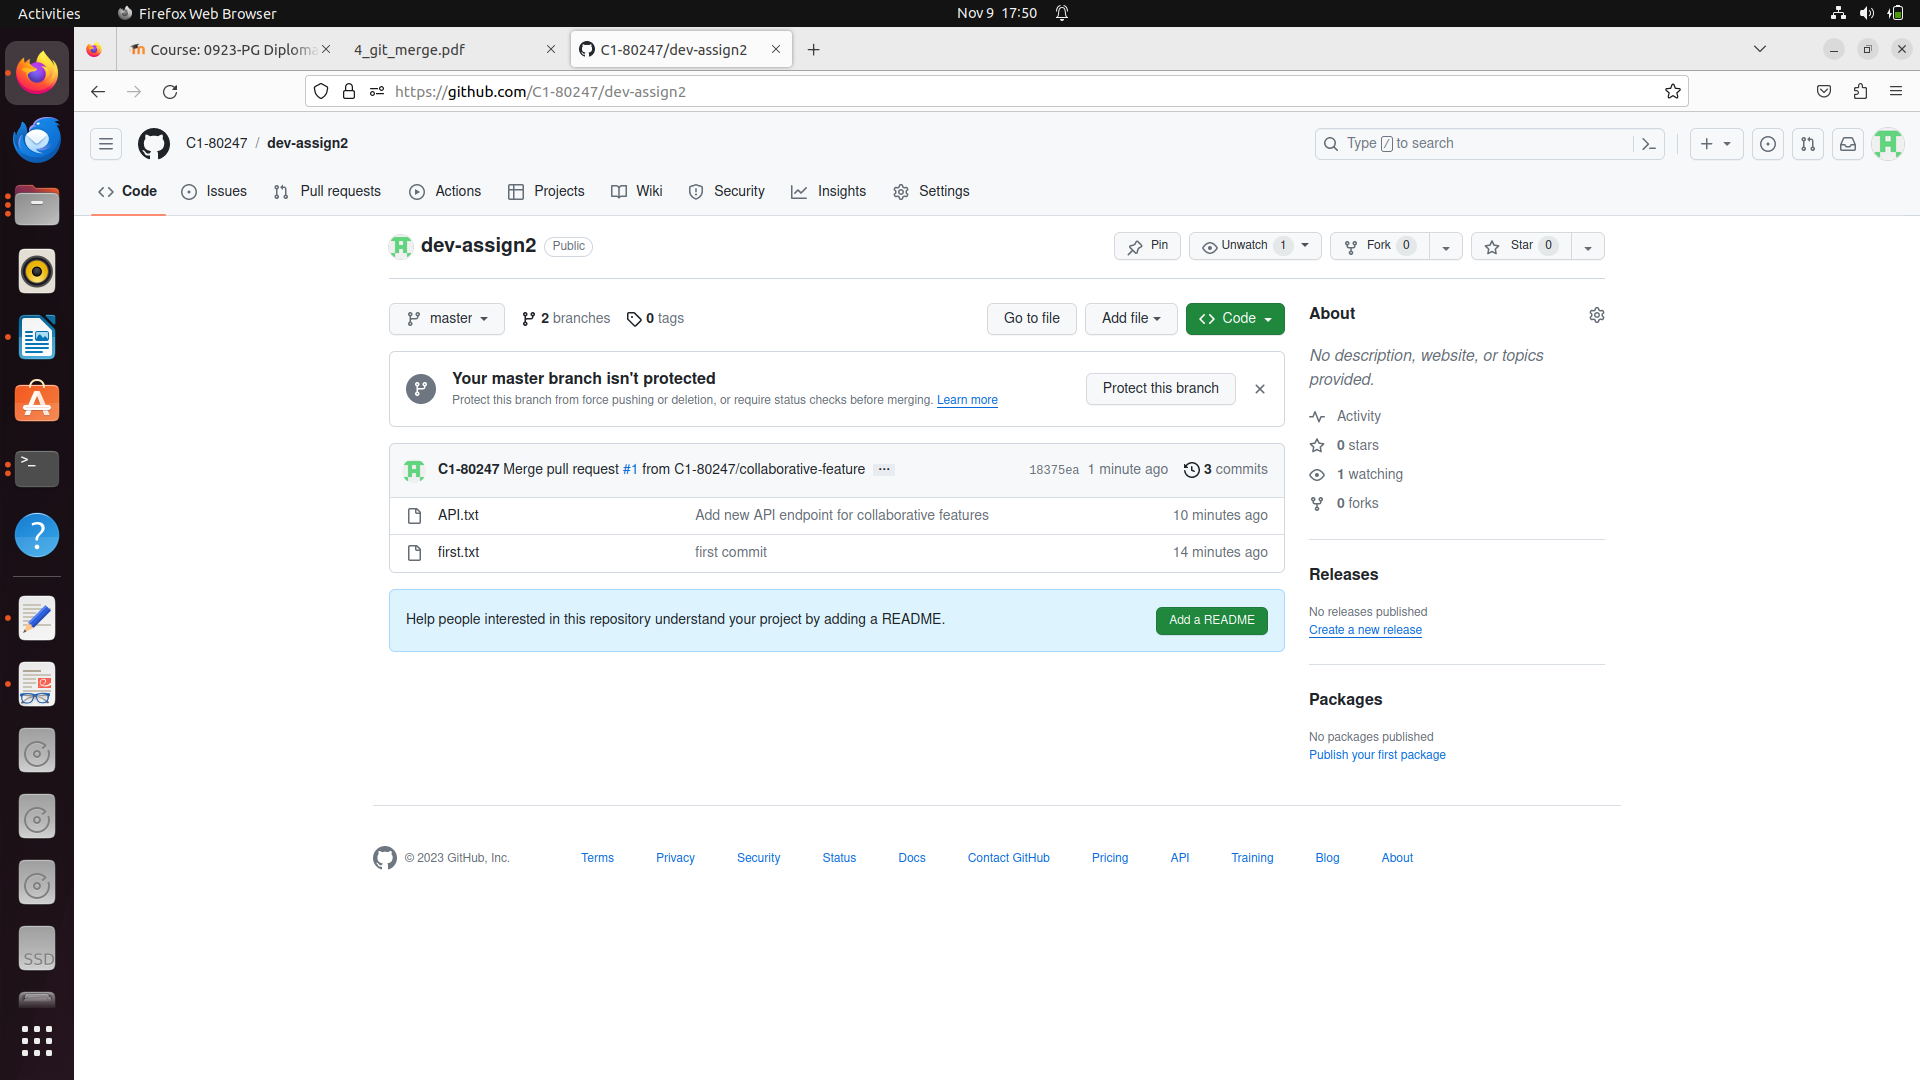 Activities
Firefox Web Browser
Nov 9 17:50
Course: 0923-PG Diploma
4_git_merge.pdf
C1-80247/dev-assign2
https://github.com/C1-80247/dev-assign2
C1-80247 / dev-assign2
Type / to search
Code
Issues
Pull requests
Actions
Projects
Wiki
Security
Insights
Settings
dev-assign2 Public
Pin
Unwatch 1
Fork 0
Star 0
master
2 branches
0 tags
Go to file
Add file
Code
Your master branch isn't protected
Protect this branch from force pushing or deletion, or require status checks before merging. Learn more
Protect this branch
C1-80247 Merge pull request #1 from C1-80247/collaborative-feature ...
18375ea 1 minute ago
3 commits
API.txt
Add new API endpoint for collaborative features
10 minutes ago
first.txt
first commit
14 minutes ago
Help people interested in this repository understand your project by adding a README.
Add a README
About
No description, website, or topics
provided.
Activity
0 stars
1 watching
0 forks
Releases
No releases published
Create a new release
Packages
No packages published
Publish your first package
© 2023 GitHub, Inc.
Terms
Privacy
Security
Status
Docs
Contact GitHub
Pricing
API
Training
Blog
About
SSD